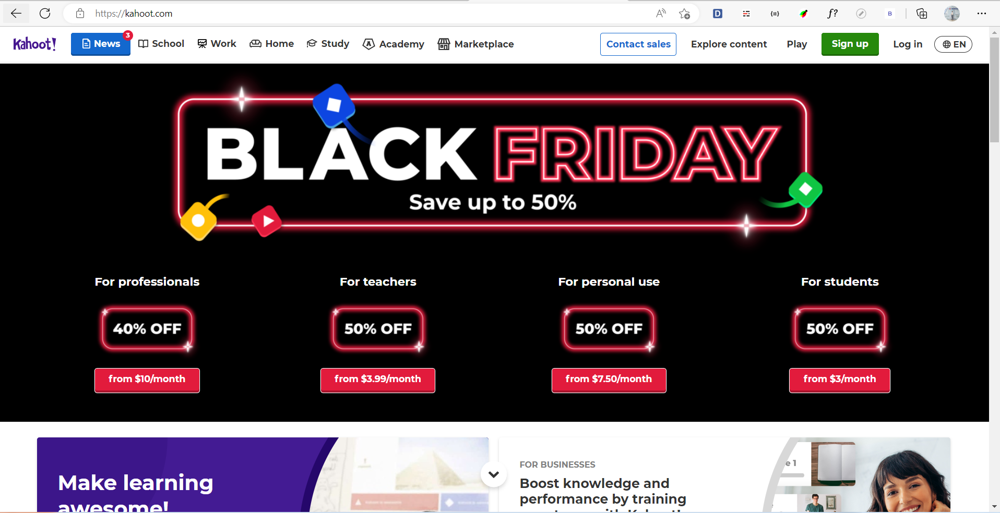 https://kahoot.com
Kahoot!
News
3
School
Work
Home
Study
Academy
Marketplace
Contact sales
Explore content
Play
Sign up
Log in
EN
BLACK FRIDAY
Save up to 50%
For professionals
40% OFF
from $10/month
For teachers
50% OFF
from $3.99/month
For personal use
50% OFF
from $7.50/month
For students
50% OFF
from $3/month
Make learning
awesome!
FOR BUSINESSES
Boost knowledge and
performance by training
e 1